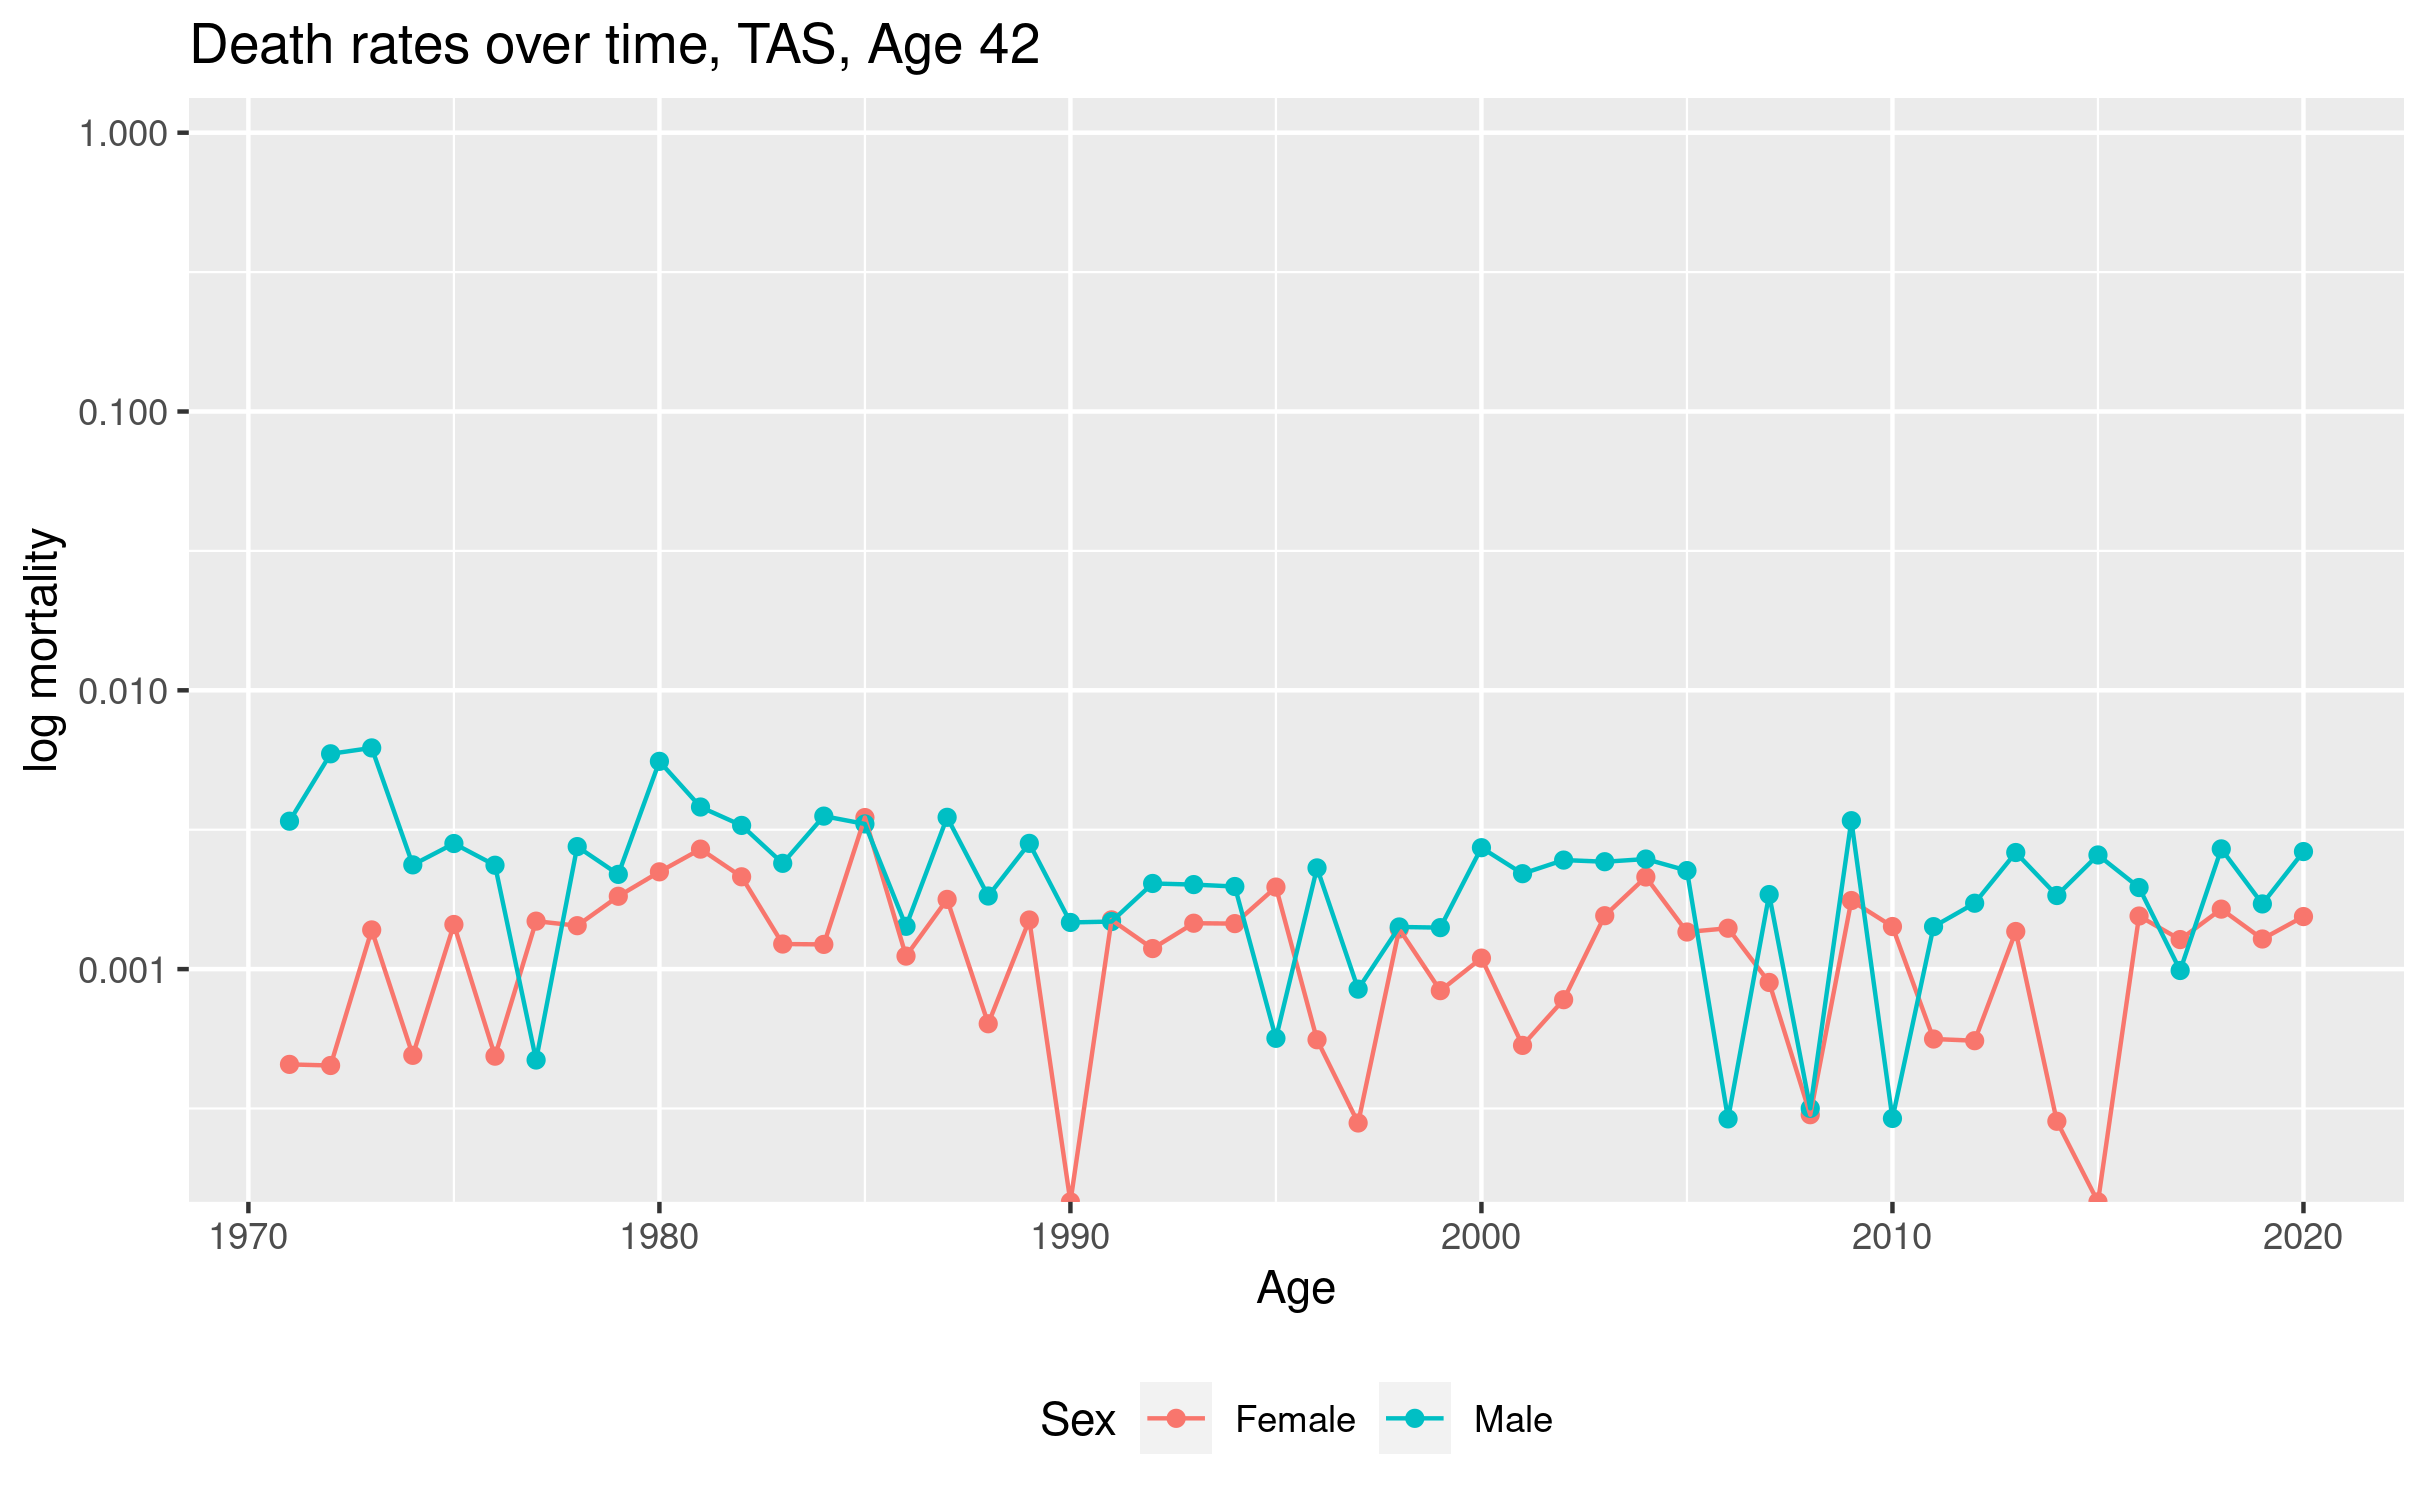 Death rates over time, TAS, Age 42
1.000
0.100
0.010
0.001
log mortality
1970 1980 1990 2000 2010 2020
Age
Sex Female Male